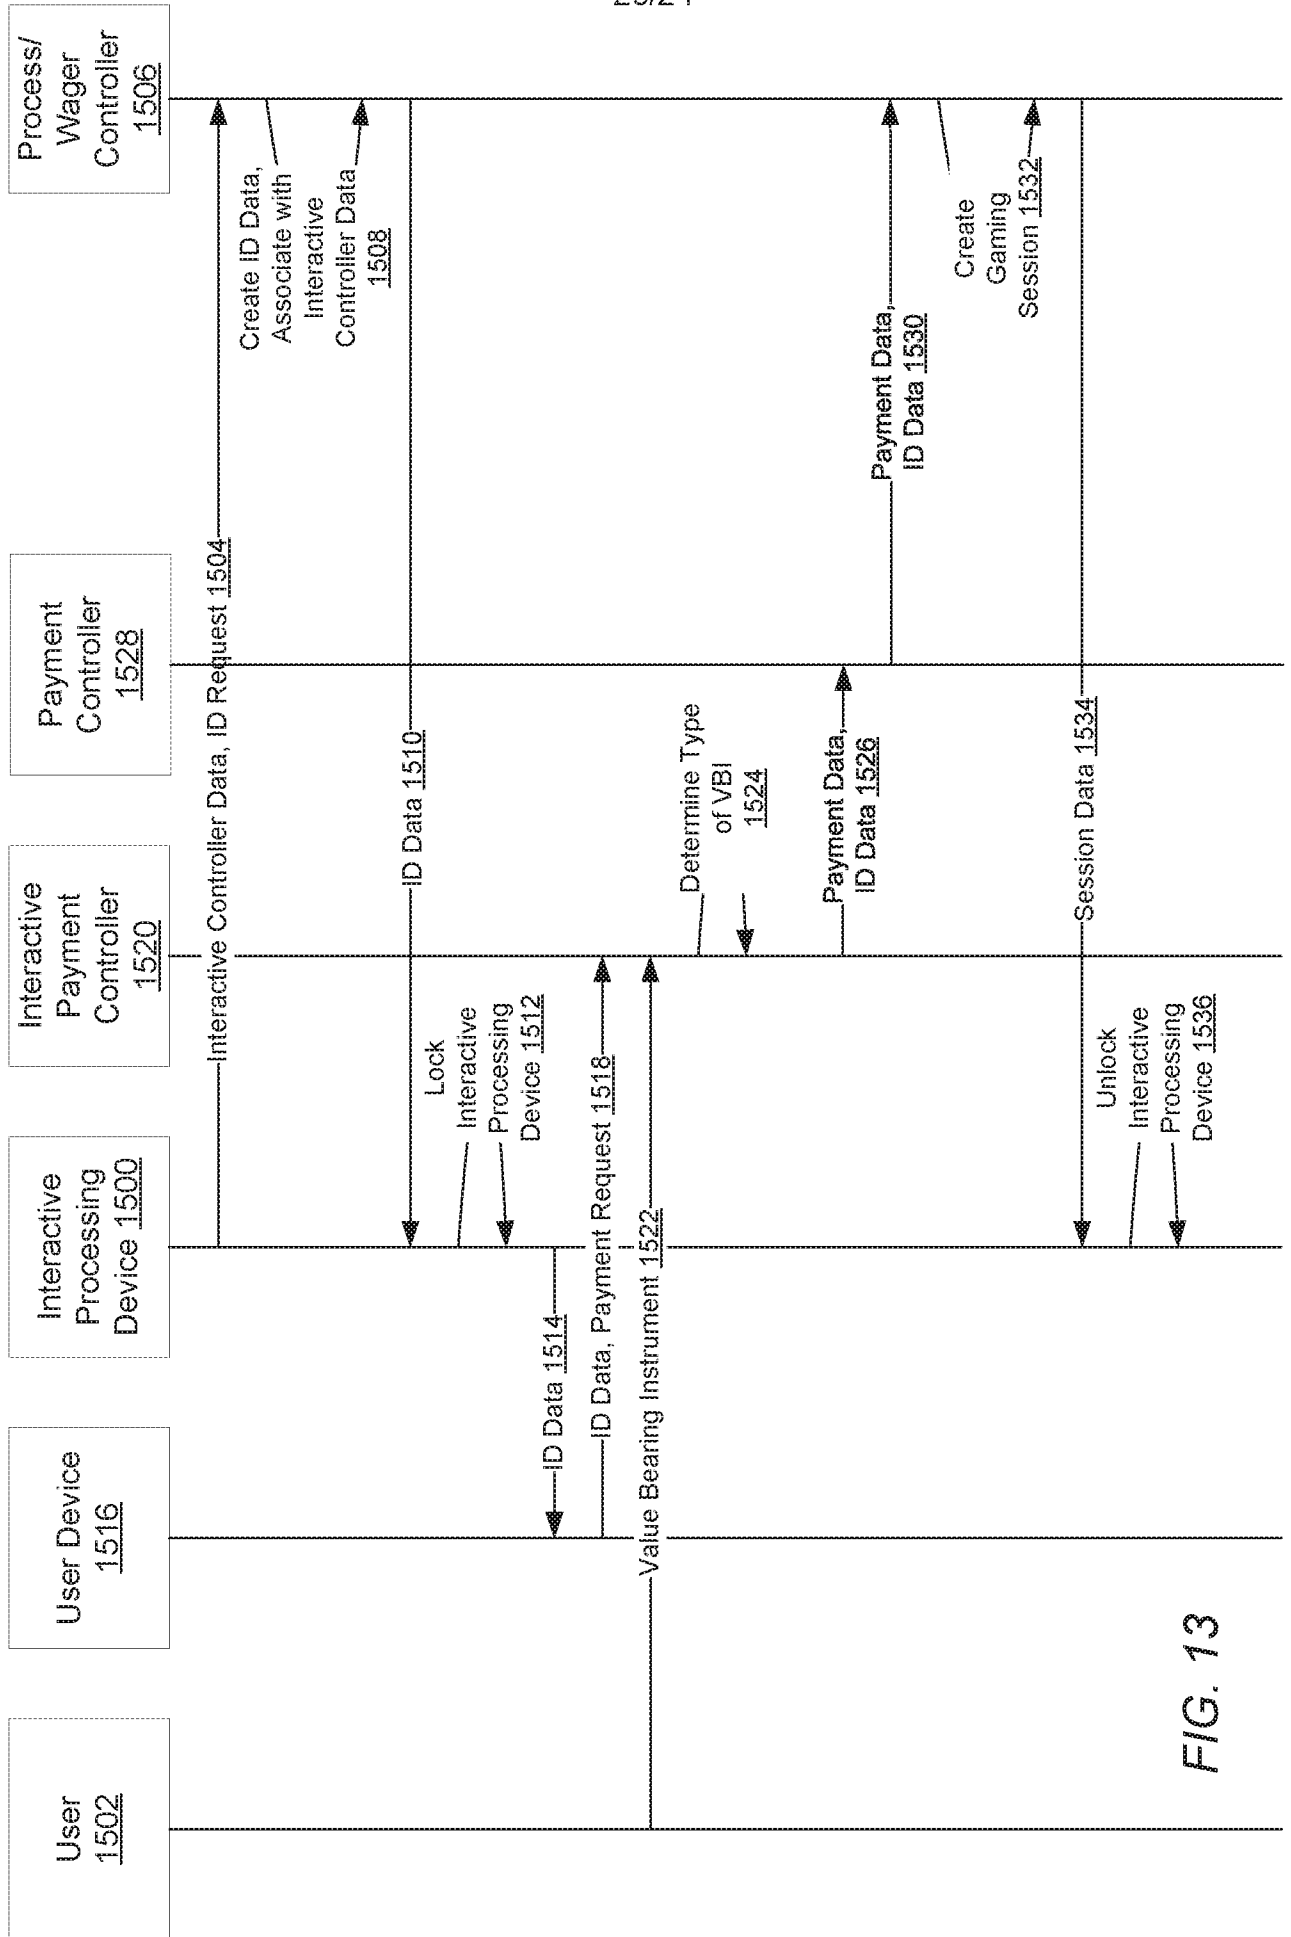 User
1502
User Device
1516
Interactive
Processing
Device 1500
Interactive
Payment
Controller
1520
Payment
Controller
1528
Process/
Wager
Controller
1506
Interactive Controller Data, ID Request 1504
Create ID Data,
Associate with
Interactive
Controller Data
1508
ID Data 1510
Lock
Interactive
Processing
Device 1512
ID Data 1514
ID Data, Payment Request 1518
Value Bearing Instrument 1522
Determine Type
of VBI
1524
Payment Data,
ID Data 1526
Payment Data,
ID Data 1530
Create
Gaming
Session 1532
Session Data 1534
Unlock
Interactive
Processing
Device 1536
FIG. 13